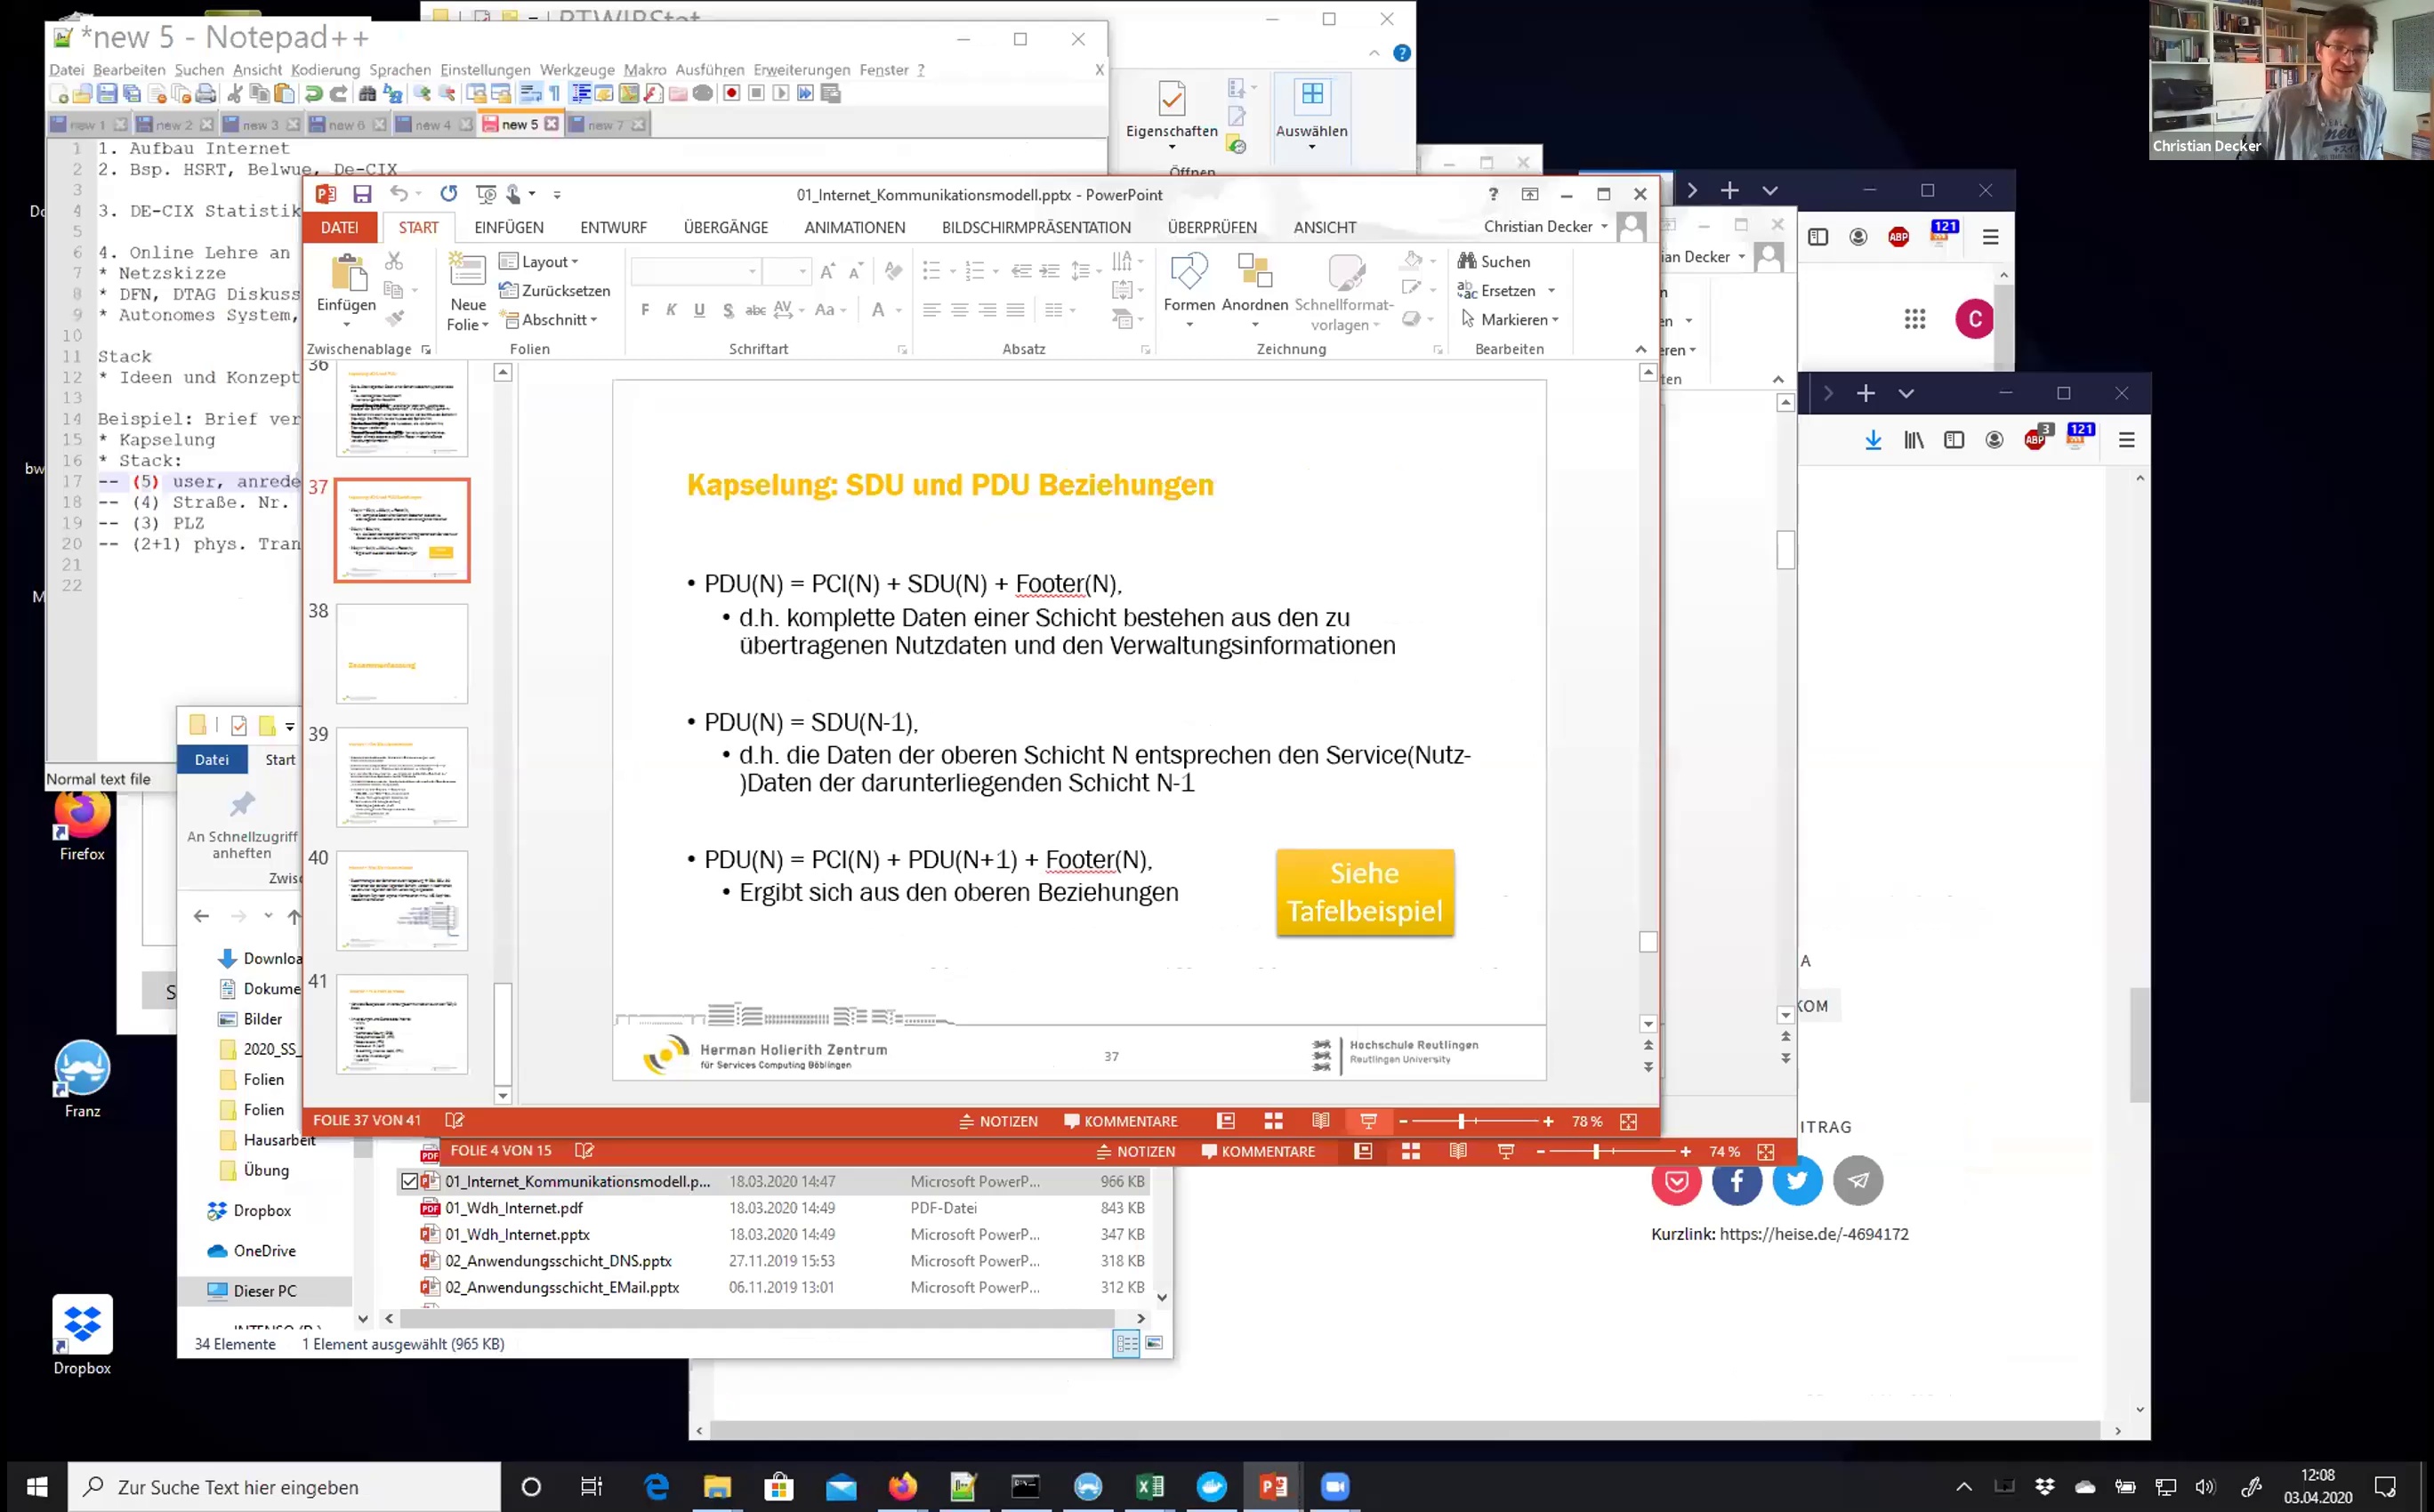 *new 5 - Notepad++
Datei Bearbeiten Suchen Ansicht Kodierung Sprachen Einstellungen Werkzeuge Makro Ausführen Erweiterungen Fenster ?
X
new 1 new 2 new 3 new 6 new 4 new 5 new 7
1 1. Aufbau Internet
2 2. Bsp. HSRT, Belwue, De-CIX
3
4 3. DE-CIX Statistik
5
6 4. Online Lehre an
7 * Netzskizze
8 * DFN, DTAG Diskuss
9 * Autonomes System,
10
11 Stack
12 * Ideen und Konzept
13
14 Beispiel: Brief ver
15 * Kapselung
16 * Stack:
17 -- (5) user, anrede
18 -- (4) Straße. Nr.
19 -- (3) PLZ
20 -- (2+1) phys. Tran
21
22
Normal text file
Eigenschaften
Auswählen
Öffnen
Christian Decker
01_Internet_Kommunikationsmodell.pptx - PowerPoint
DATEI START EINFÜGEN ENTWURF ÜBERGÄNGE ANIMATIONEN BILDSCHIRMPRÄSENTATION ÜBERPRÜFEN ANSICHT
Christian Decker
Einfügen
Neue
Folie
Layout
Zurücksetzen
Abschnitt
F K U S abc AV Aa A
Formen Anordnen Schnellformat-
vorlagen
Suchen
Ersetzen
Markieren
Zwischenablage Folien Schriftart Absatz Zeichnung Bearbeiten
ian Decker
ABP 121
C
ABP 3 121
36
37
38
Zusammenfassung
39
40
41
Kapselung: SDU und PDU Beziehungen
• PDU(N) = PCI(N) + SDU(N) + Footer(N),
• d.h. komplette Daten einer Schicht bestehen aus den zu
übertragenen Nutzdaten und den Verwaltungsinformationen
• PDU(N) = SDU(N-1),
• d.h. die Daten der oberen Schicht N entsprechen den Service(Nutz-
)Daten der darunterliegenden Schicht N-1
• PDU(N) = PCI(N) + PDU(N+1) + Footer(N),
• Ergibt sich aus den oberen Beziehungen
Siehe
Tafelbeispiel
Herman Hollerith Zentrum
für Services Computing Böblingen
37
Hochschule Reutlingen
Reutlingen University
FOLIE 37 VON 41 NOTIZEN KOMMENTARE 78 %
FOLIE 4 VON 15 NOTIZEN KOMMENTARE 74 %
Datei Start
An Schnellzugriff
anheften
Zwisc
Downloa
Dokume
Bilder
2020_SS_
Folien
Folien
Hausarbeit
Übung
Dropbox
OneDrive
Dieser PC
01_Internet_Kommunikationsmodell.p... 18.03.2020 14:47 Microsoft PowerP... 966 KB
01_Wdh_Internet.pdf 18.03.2020 14:49 PDF-Datei 843 KB
01_Wdh_Internet.pptx 18.03.2020 14:49 Microsoft PowerP... 347 KB
02_Anwendungsschicht_DNS.pptx 27.11.2019 15:53 Microsoft PowerP... 318 KB
02_Anwendungsschicht_EMail.pptx 06.11.2019 13:01 Microsoft PowerP... 312 KB
34 Elemente 1 Element ausgewählt (965 KB)
Firefox
Franz
Dropbox
A
KOM
ITRAG
Kurzlink: https://heise.de/-4694172
Zur Suche Text hier eingeben
12:08
03.04.2020